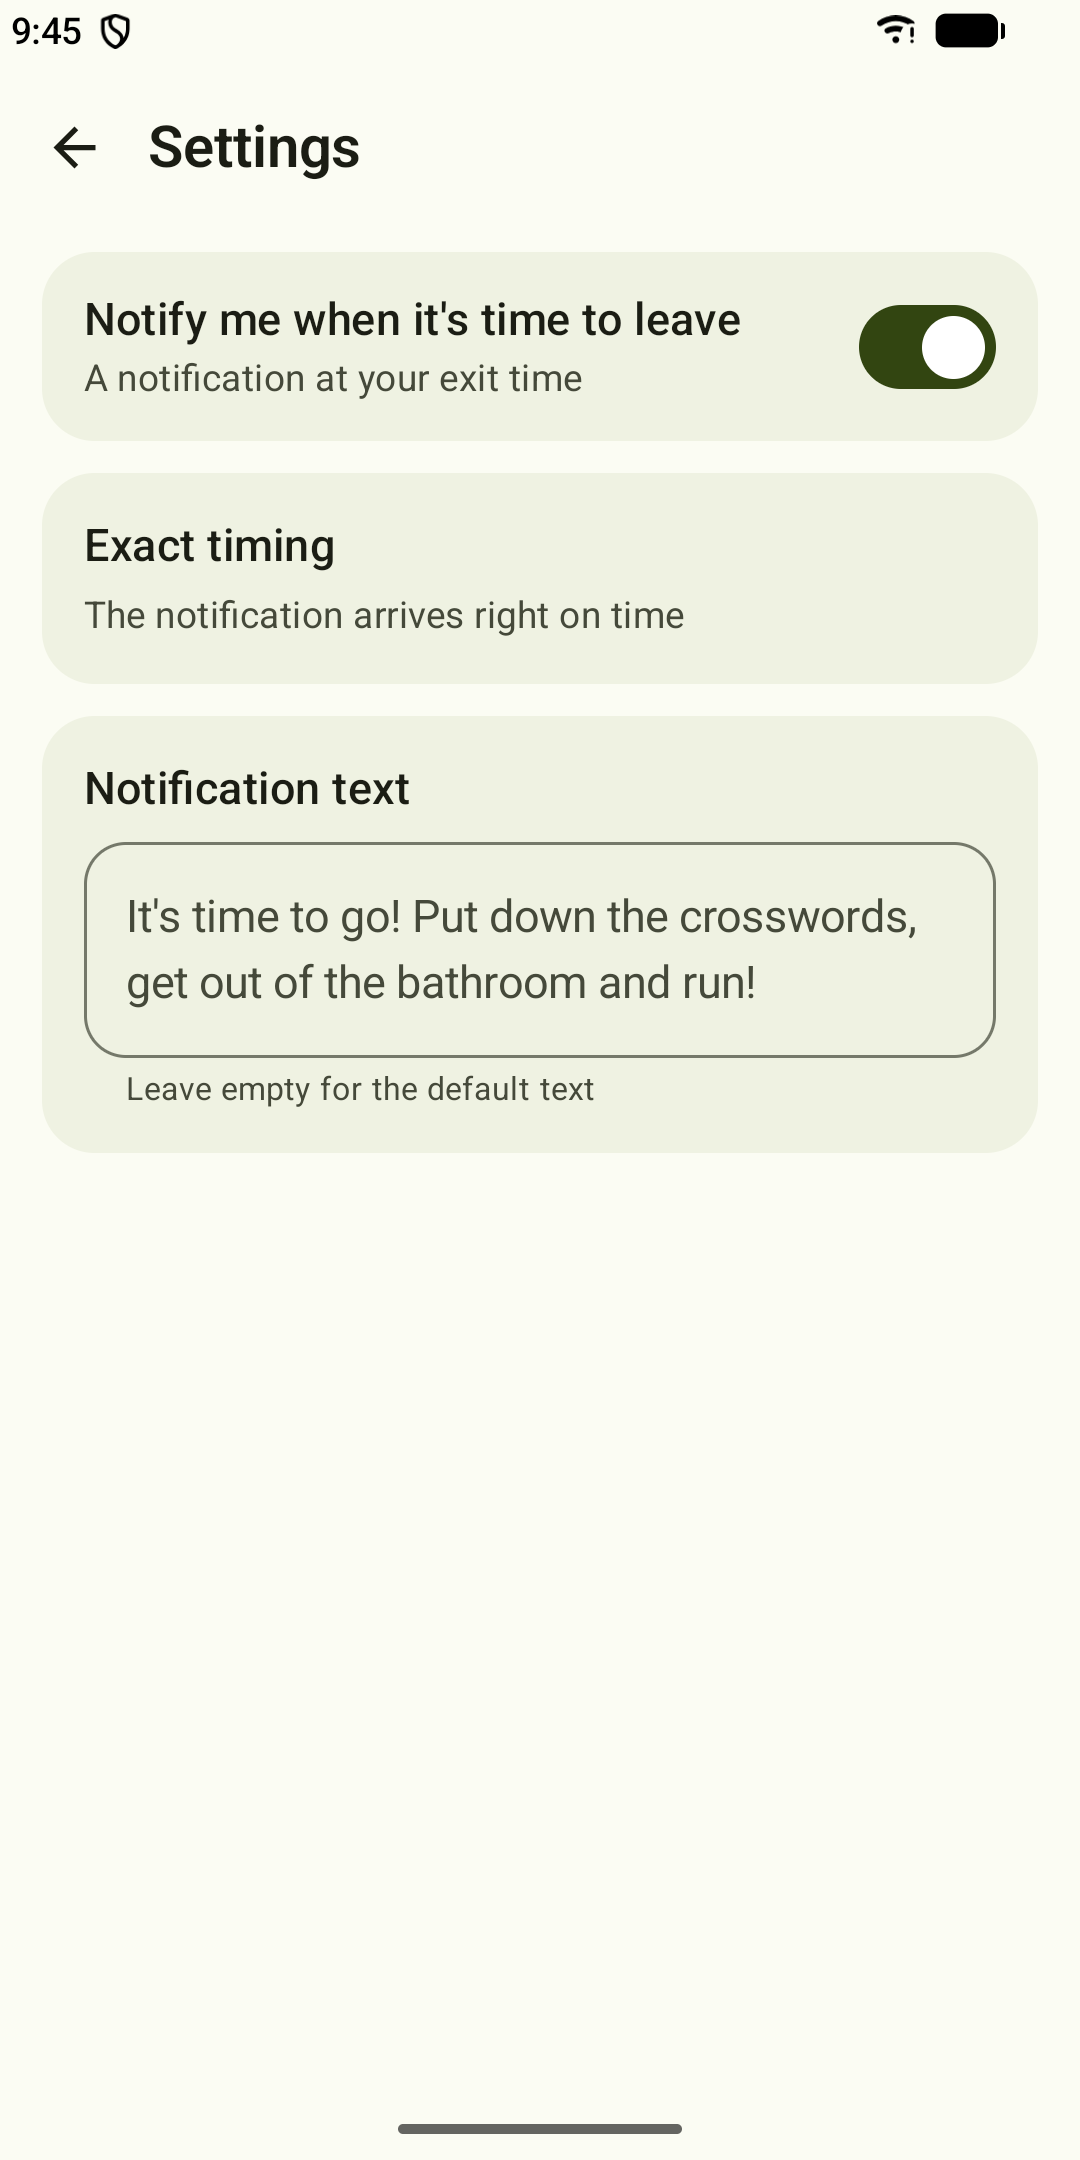 9:45
Settings
Notify me when it's time to leave
A notification at your exit time
Exact timing
The notification arrives right on time
Notification text
It's time to go! Put down the crosswords,
get out of the bathroom and run!
Leave empty for the default text